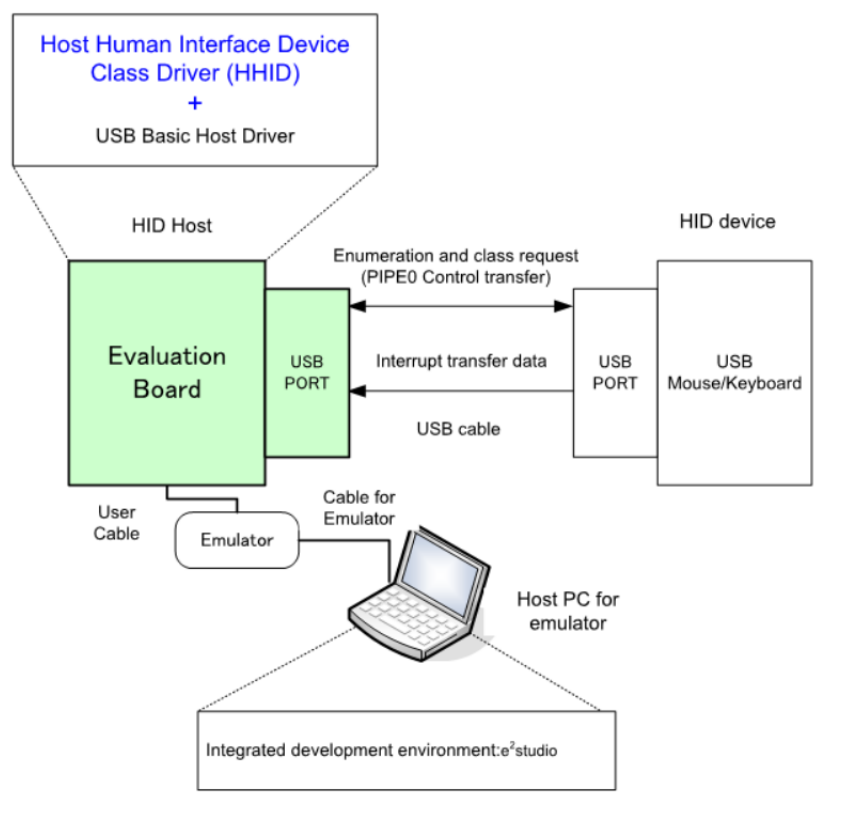 Host Human Interface Device
Class Driver (HHID)
+
USB Basic Host Driver
HID Host
HID device
Enumeration and class request
(PIPE0 Control transfer)
Evaluation
Board
USB
PORT
Interrupt transfer data
USB
PORT
USB
Mouse/Keyboard
USB cable
User
Cable
Cable for
Emulator
Emulator
Host PC for
emulator
Integrated development environment:e²studio